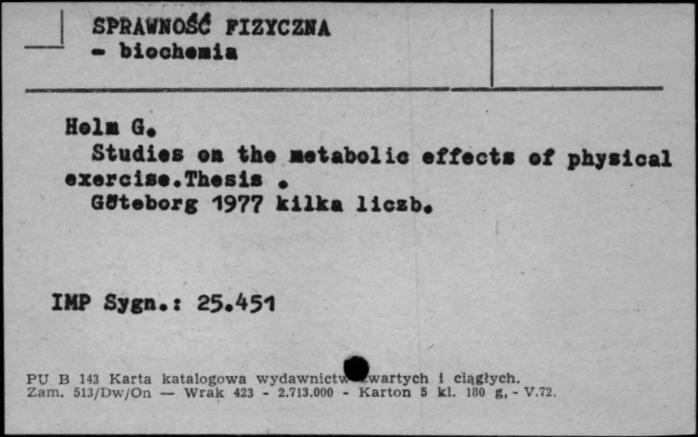 SPRAWNOŚĆ FIZYCZNA
- biochemia
Holm G.
Studies on the metabolic effects of physical
exercise.Thesis .
Göteborg 1977 kilka liczb.
IMP Sygn.: 25.451
PU B 143 Karta katalogowa wydawnictw zwartych i ciągłych.
Zam. 513/Dw/On — Wrak 423 - 2.713.000 - Karton 5 kl. 180 g, - V.72.